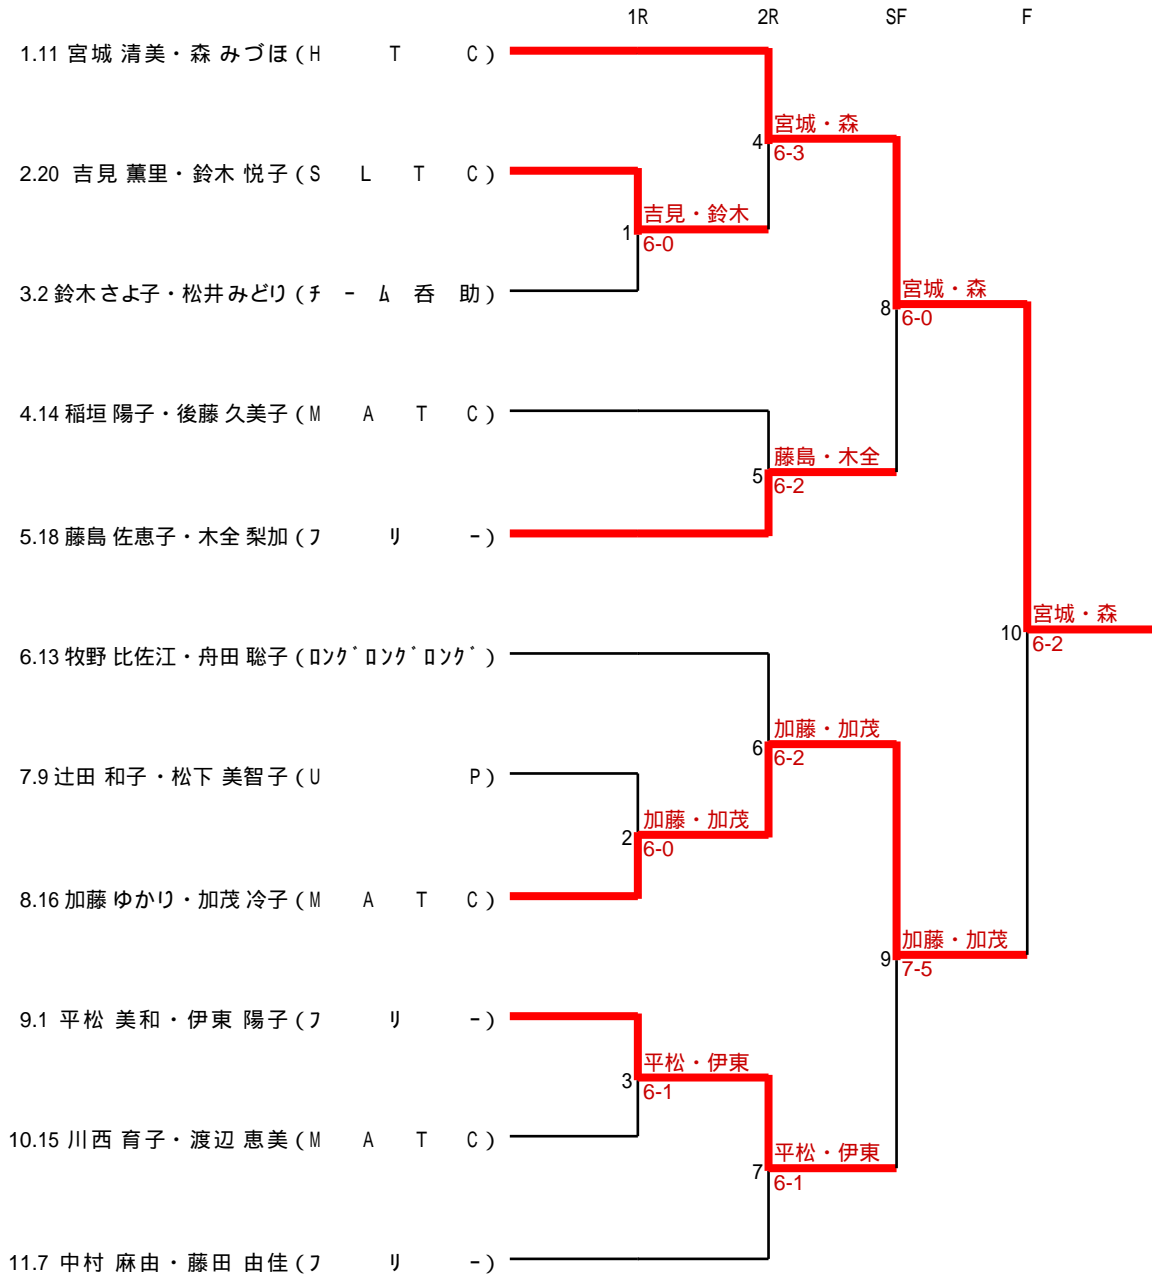 1R 2R SF F
1.11 宮城 清美・森 みづほ (H T C)
宮城・森
4
6-3
2.20 吉見 薫里・鈴木 悦子 (S L T C)
吉見・鈴木
1
6-0
3.2 鈴木 さよ子・松井 みどり (チ - ム 呑 助)
宮城・森
8
6-0
4.14 稲垣 陽子・後藤 久美子 (M A T C)
藤島・木全
5
6-2
5.18 藤島 佐恵子・木全 梨加 (フ リ -)
宮城・森
10
6-2
6.13 牧野 比佐江・舟田 聡子 (ロングロングロング)
加藤・加茂
6
6-2
7.9 辻田 和子・松下 美智子 (U P)
加藤・加茂
2
6-0
8.16 加藤 ゆかり・加茂 冷子 (M A T C)
加藤・加茂
9
7-5
9.1 平松 美和・伊東 陽子 (フ リ -)
平松・伊東
3
6-1
10.15 川西 育子・渡辺 恵美 (M A T C)
平松・伊東
7
6-1
11.7 中村 麻由・藤田 由佳 (フ リ -)